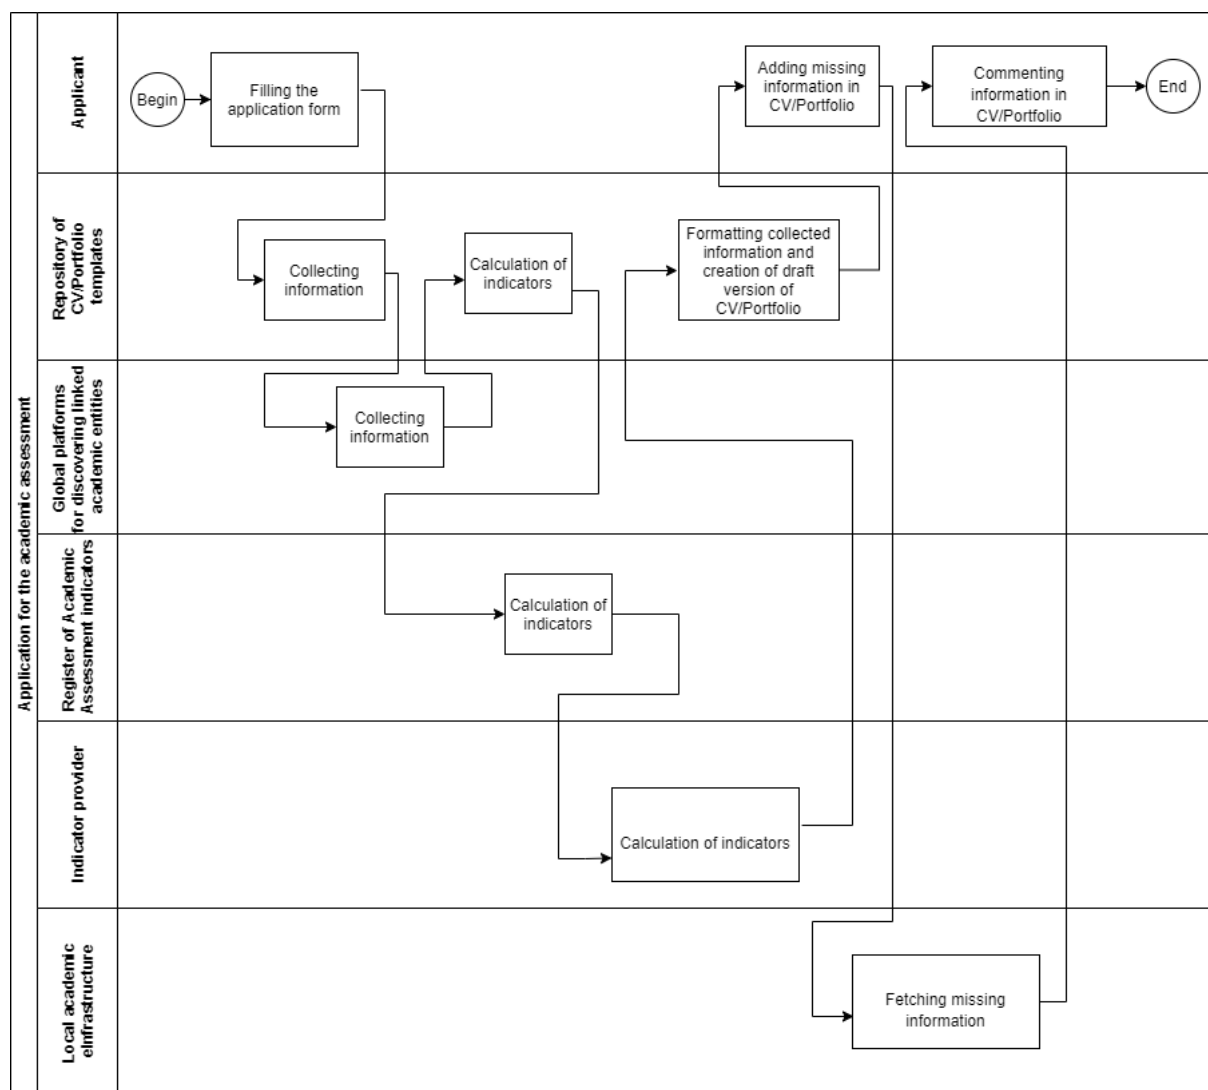 Application for the academic assessment
Applicant
Begin
Filling the
application form
Adding missing
information in
CV/Portfolio
Commenting
information in
CV/Portfolio
End
Repository of
CV/Portfolio
templates
Collecting
information
Calculation of
indicators
Formatting collected
information and
creation of draft
version of
CV/Portfolio
Global platforms
for discovering linked
academic entities
Collecting
information
Register of Academic
Assessment indicators
Calculation of
indicators
Indicator provider
Calculation of indicators
Local academic
eInfrastructure
Fetching missing
information